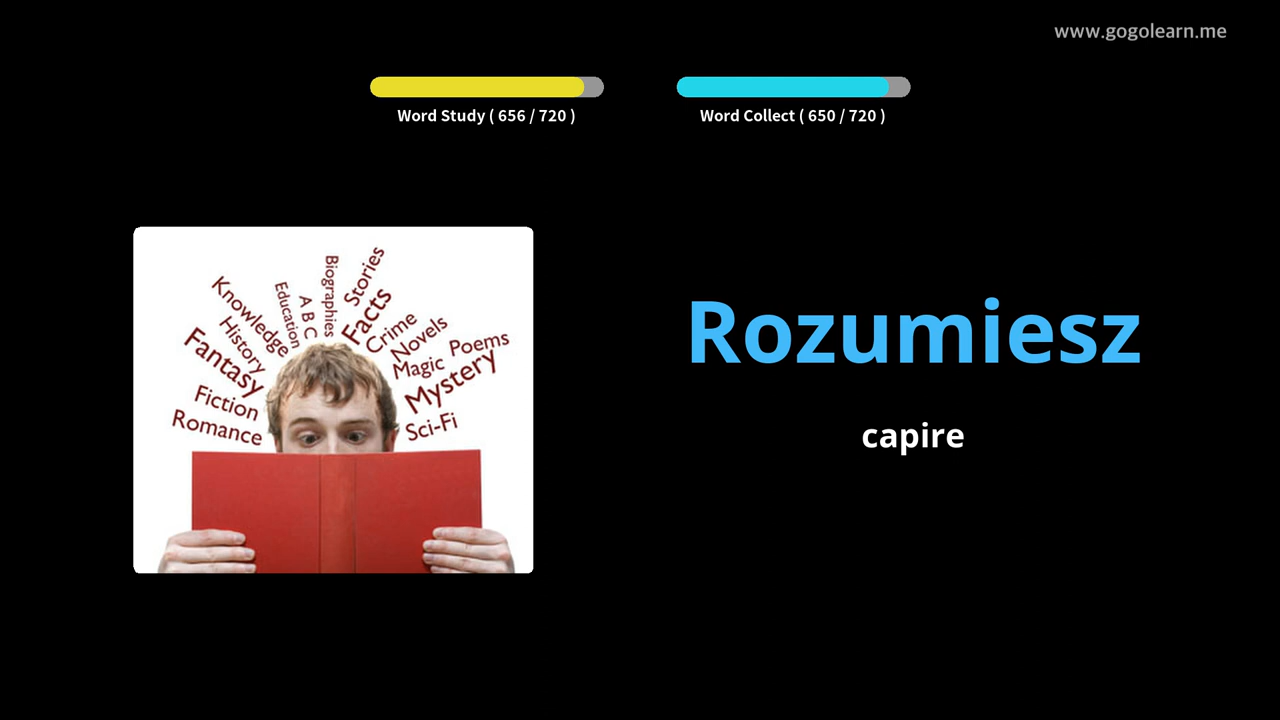 www.gogolearn.me
Word Study ( 656 / 720 )
Word Collect ( 650 / 720 )
Biographies
Stories
Knowledge
Education
A B C
Facts
Crime
History
Novels
Fantasy
Magic
Poems
Mystery
Fiction
Romance
Sci-Fi
Rozumiesz
capire